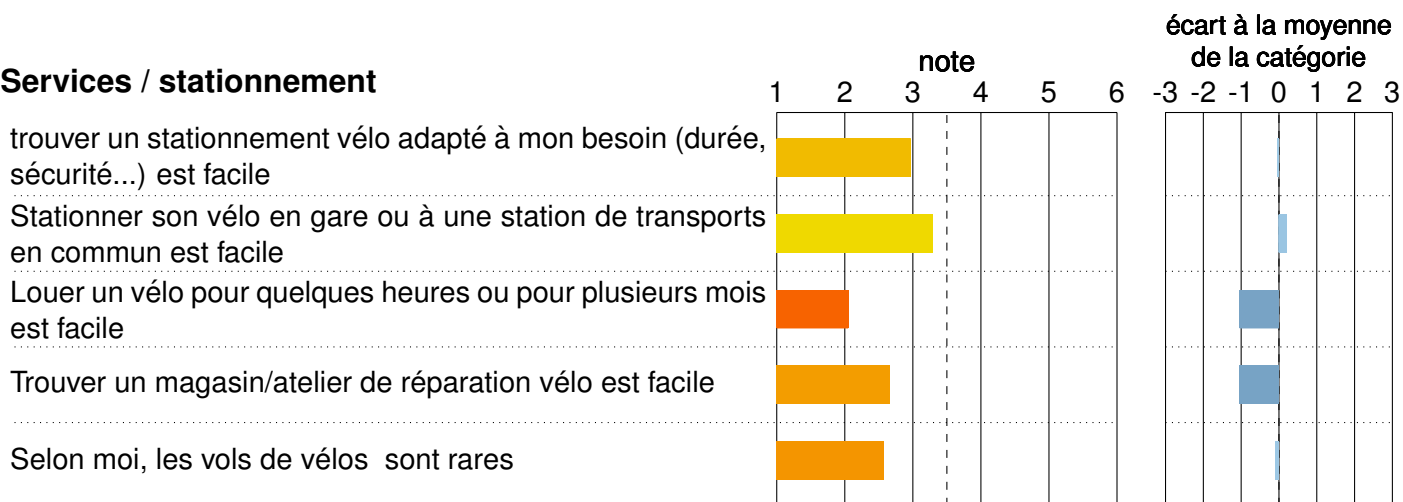 écart à la moyenne
note de la catégorie
Services / stationnement
1 2 3 4 5 6 -3 -2 -1 0 1 2 3
trouver un stationnement vélo adapté à mon besoin (durée,
sécurité...) est facile
Stationner son vélo en gare ou à une station de transports
en commun est facile
Louer un vélo pour quelques heures ou pour plusieurs mois
est facile
Trouver un magasin/atelier de réparation vélo est facile
Selon moi, les vols de vélos sont rares